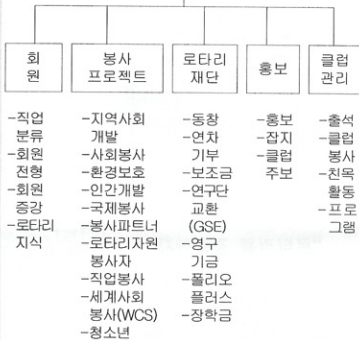 회
원
봉사
프로젝트
로타리
재단
홍보
클럽
관리
-직업
분류
-회원
전형
-회원
증강
-로타리
지식
-지역사회
개발
-사회봉사
-환경보호
-인간개발
-국제봉사
-봉사파트너
-로타리자원
봉사자
-직업봉사
-세계사회
봉사(WCS)
-청소년
-동창
-연차
기부
-보조금
-연구단
교환
(GSE)
-영구
기금
-폴리오
플러스
-장학금
-홍보
-잡지
-클럽
주보
-출석
-클럽
봉사
-친목
활동
-프로
그램